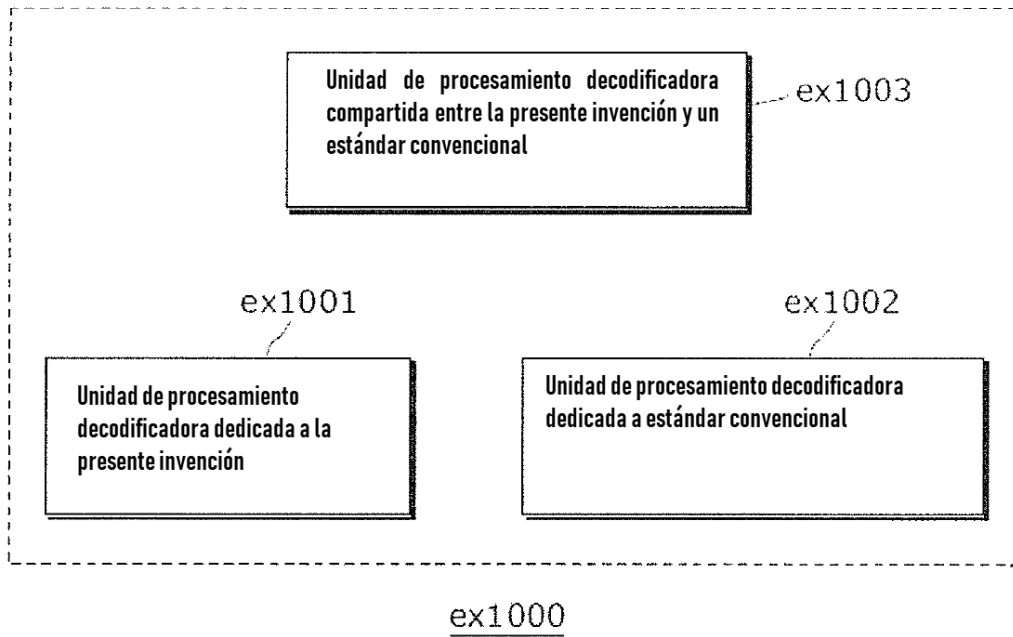 Unidad de procesamiento decodificadora
compartida entre la presente invención y un
estándar convencional
ex1003
ex1001
ex1002
Unidad de procesamiento
decodificadora dedicada a la
presente invención
Unidad de procesamiento decodificadora
dedicada a estándar convencional
ex1000